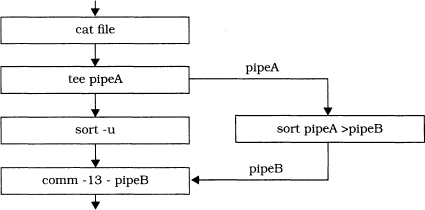 cat file
pipeA
tee pipeA
sort -u
sort pipeA >pipeB
pipeB
comm -13 - pipeB